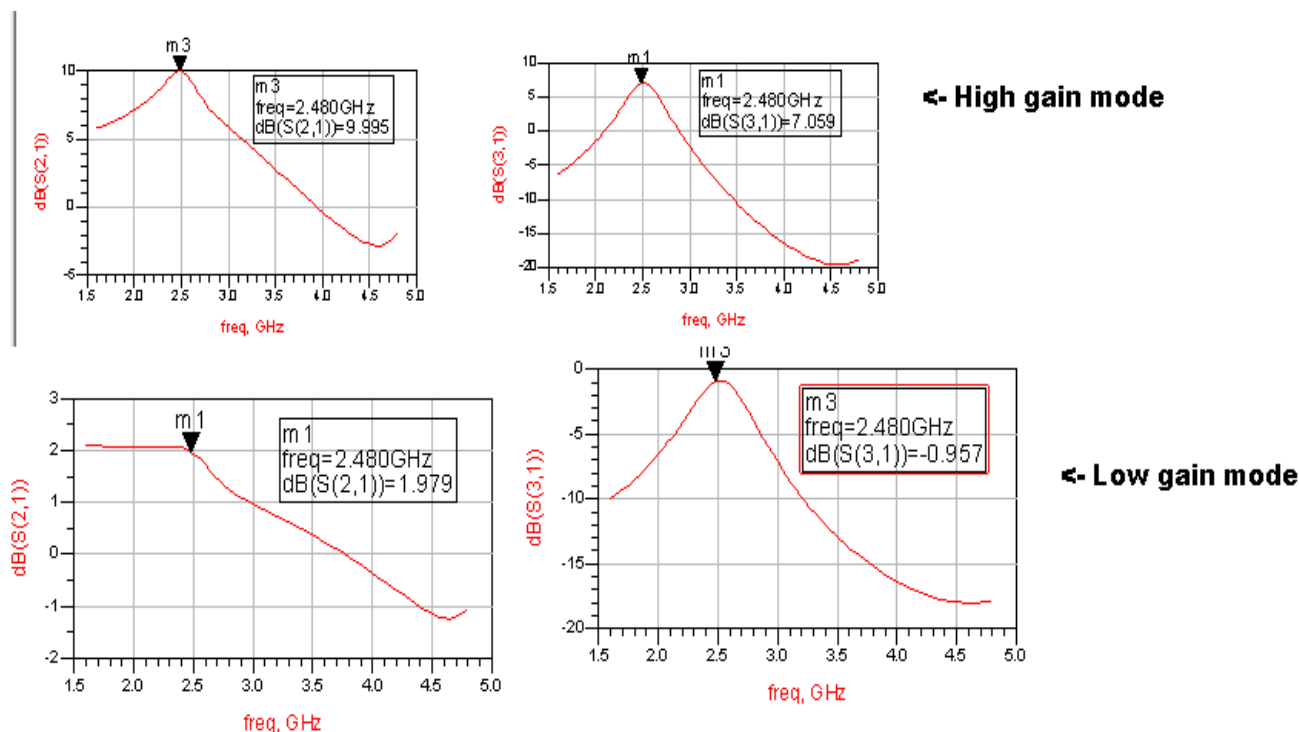 m3
10
5
0
-5
dB(S(2,1))
m3
freq=2.480GHz
dB(S(2,1))=9.995
1.5 2.0 2.5 3.0 3.5 4.0 4.5 5.0
freq, GHz
m1
10
5
0
-5
-10
-15
-20
dB(S(3,1))
m1
freq=2.480GHz
dB(S(3,1))=7.059
1.5 2.0 2.5 3.0 3.5 4.0 4.5 5.0
freq, GHz
<- High gain mode
m1
3
2
1
0
-1
-2
dB(S(2,1))
m1
freq=2.480GHz
dB(S(2,1))=1.979
1.5 2.0 2.5 3.0 3.5 4.0 4.5 5.0
freq, GHz
m3
0
-5
-10
-15
-20
dB(S(3,1))
m3
freq=2.480GHz
dB(S(3,1))=-0.957
1.5 2.0 2.5 3.0 3.5 4.0 4.5 5.0
freq, GHz
<- Low gain mode